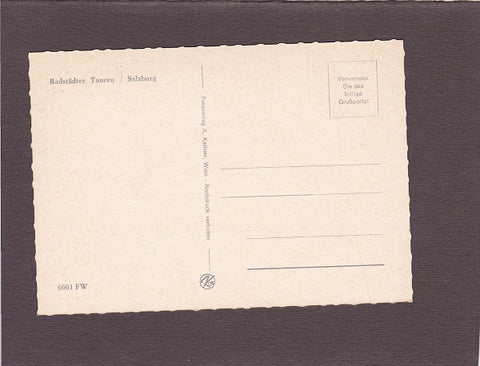 Radstädter Tauern / Salzburg
Verwenden
Sie das
billige
Grußporto!
Fotoverlag A. Kellner, Wien - Nachdruck verboten
6601 FW